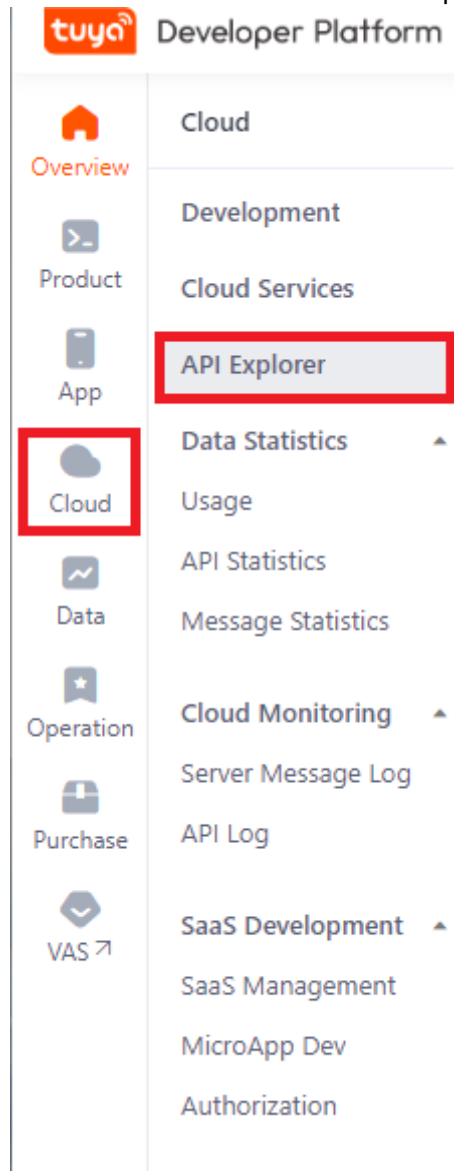 tuya Developer Platform
Overview
Product
App
Cloud
Data
Operation
Purchase
VAS
Cloud
Development
Cloud Services
API Explorer
Data Statistics
Usage
API Statistics
Message Statistics
Cloud Monitoring
Server Message Log
API Log
SaaS Development
SaaS Management
MicroApp Dev
Authorization